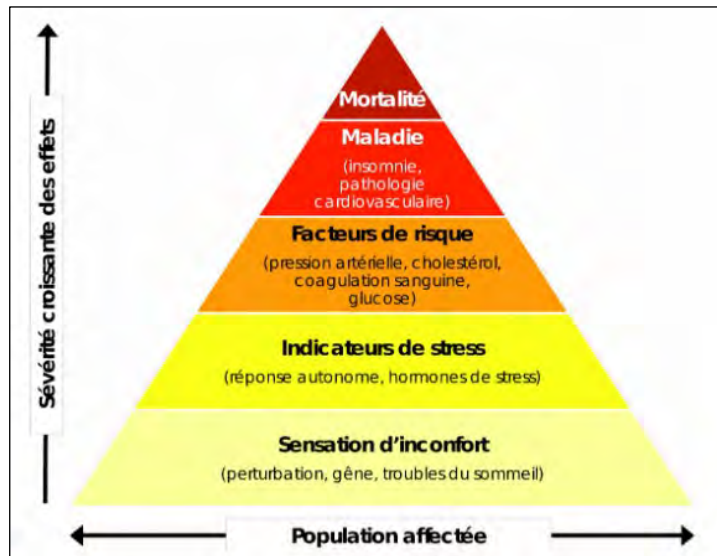 Sévérité croissante des effets
Mortalité
Maladie
(insomnie,
pathologie
cardiovasculaire)
Facteurs de risque
(pression artérielle, cholestérol,
coagulation sanguine,
glucose)
Indicateurs de stress
(réponse autonome, hormones de stress)
Sensation d'inconfort
(perturbation, gêne, troubles du sommeil)
Population affectée